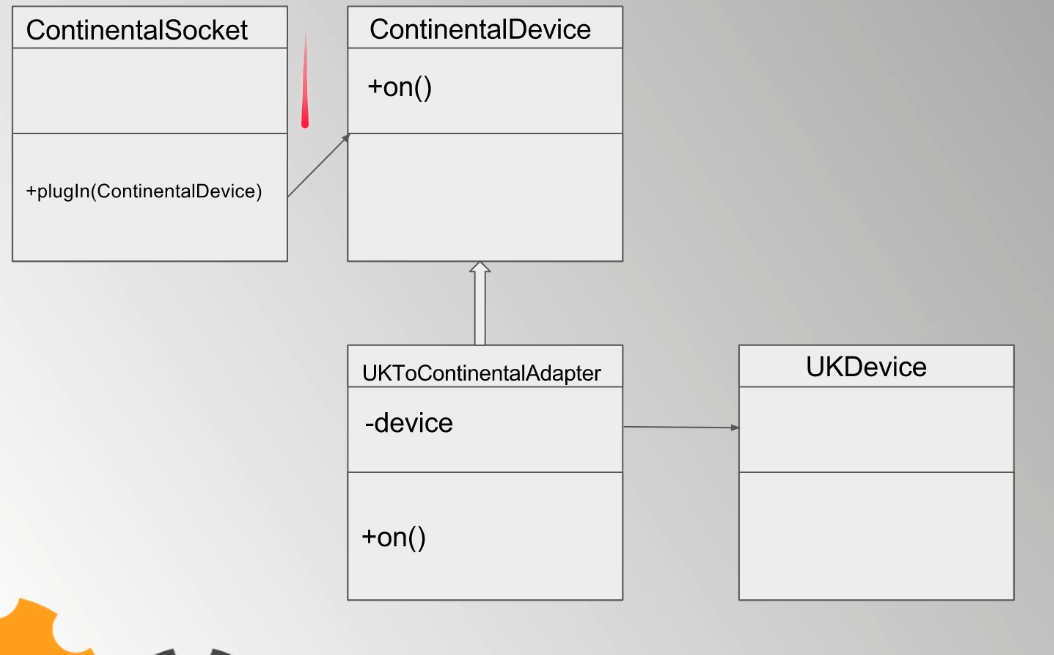 ContinentalSocket
+plugIn(ContinentalDevice)
ContinentalDevice
+on()
UKToContinentalAdapter
-device
+on()
UKDevice